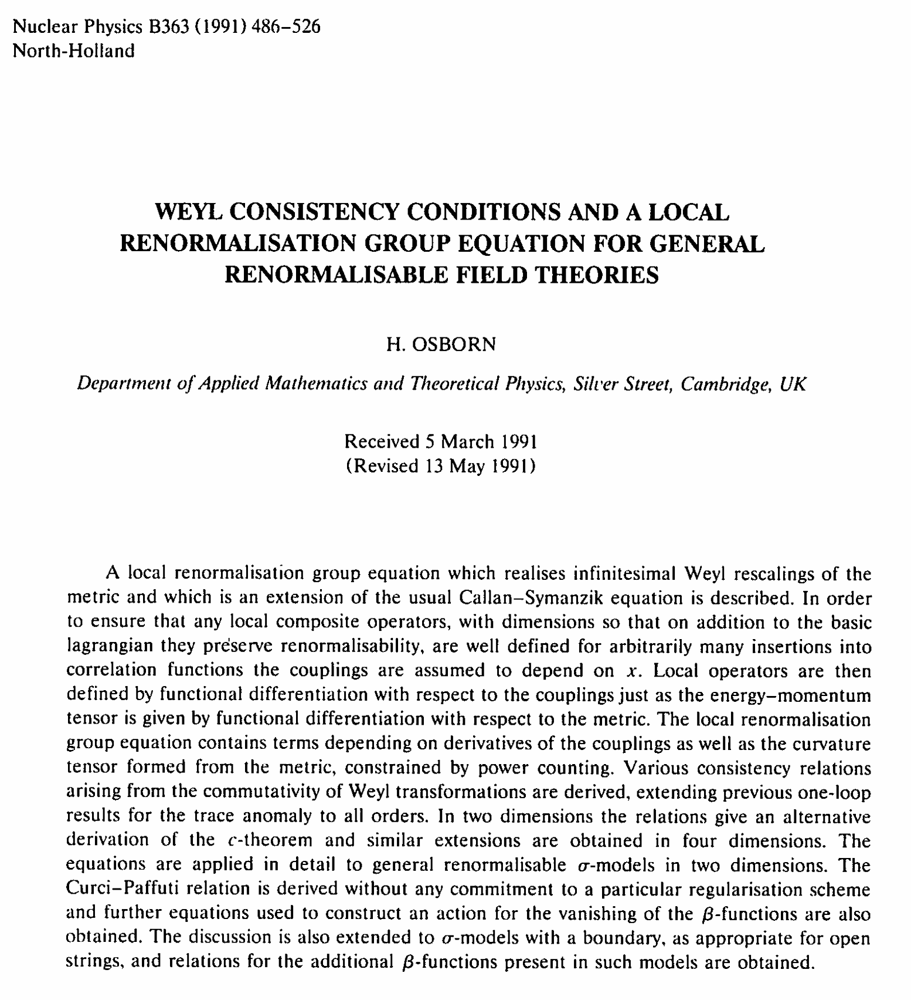 Nuclear Physics B363 (1991) 486–526
North-Holland
WEYL CONSISTENCY CONDITIONS AND A LOCAL
RENORMALISATION GROUP EQUATION FOR GENERAL
RENORMALISABLE FIELD THEORIES
H. OSBORN
Department of Applied Mathematics and Theoretical Physics, Silver Street, Cambridge, UK
Received 5 March 1991
(Revised 13 May 1991)
A local renormalisation group equation which realises infinitesimal Weyl rescalings of the
metric and which is an extension of the usual Callan–Symanzik equation is described. In order
to ensure that any local composite operators, with dimensions so that on addition to the basic
lagrangian they preserve renormalisability, are well defined for arbitrarily many insertions into
correlation functions the couplings are assumed to depend on x. Local operators are then
defined by functional differentiation with respect to the couplings just as the energy–momentum
tensor is given by functional differentiation with respect to the metric. The local renormalisation
group equation contains terms depending on derivatives of the couplings as well as the curvature
tensor formed from the metric, constrained by power counting. Various consistency relations
arising from the commutativity of Weyl transformations are derived, extending previous one-loop
results for the trace anomaly to all orders. In two dimensions the relations give an alternative
derivation of the c-theorem and similar extensions are obtained in four dimensions. The
equations are applied in detail to general renormalisable σ-models in two dimensions. The
Curci–Paffuti relation is derived without any commitment to a particular regularisation scheme
and further equations used to construct an action for the vanishing of the β-functions are also
obtained. The discussion is also extended to σ-models with a boundary, as appropriate for open
strings, and relations for the additional β-functions present in such models are obtained.